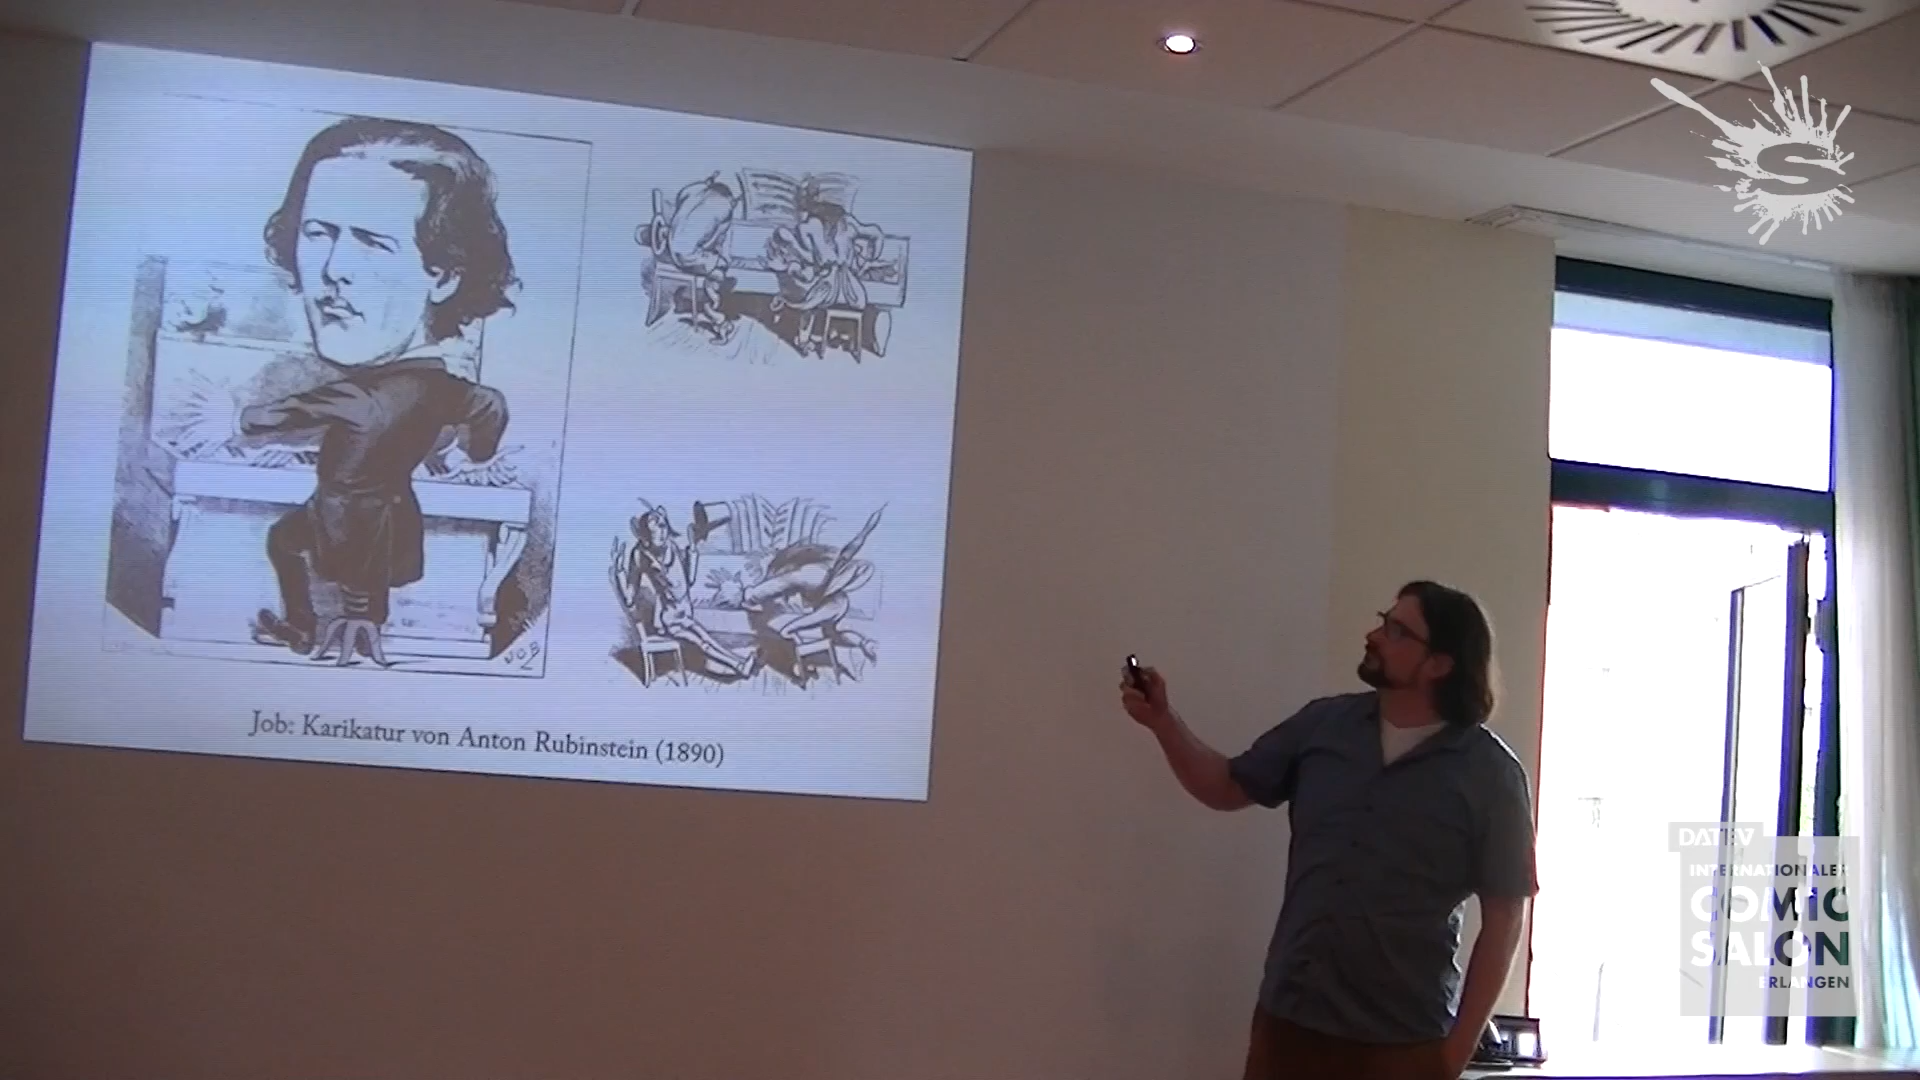 JOB
Job: Karikatur von Anton Rubinstein (1890)
DATEV
INTERNATIONALER
COMIC
SALON
ERLANGEN